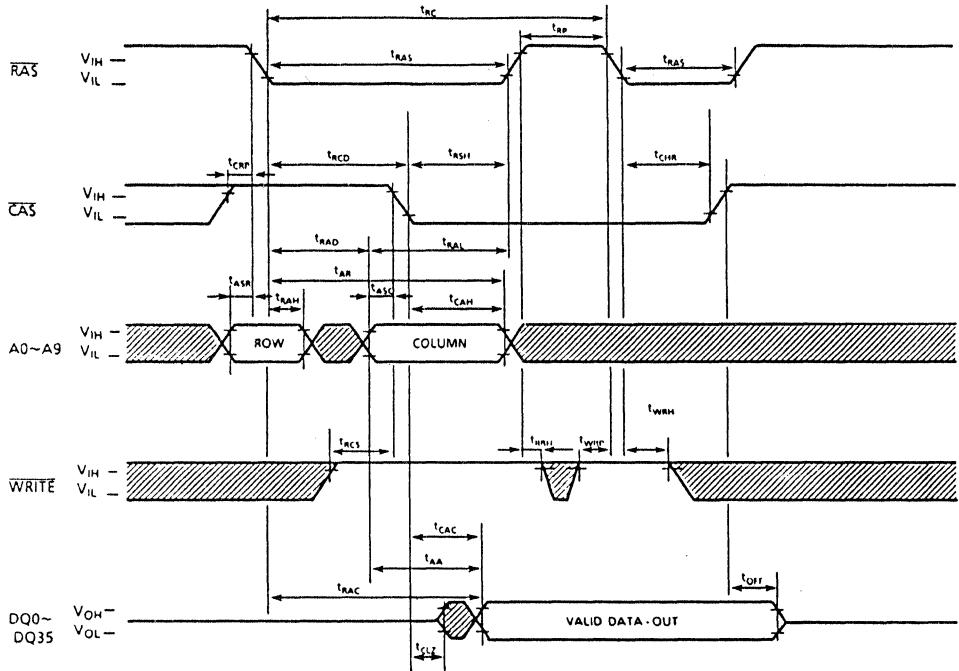 tRC
tRP
RAS
VIH
VIL
tRAS
tRAS
tCRP
tRCD
tRSH
tCHR
CAS
VIH
VIL
tRAD
tRAL
tAR
tASR
tRAH
tASC
tCAH
A0~A9
VIH
VIL
ROW
COLUMN
tWRH
tRCS
tRRH
tWRP
WRITE
VIH
VIL
tCAC
tAA
tRAC
tOFF
DQ0~
DQ35
VOH
VOL
VALID DATA-OUT
tCLZ